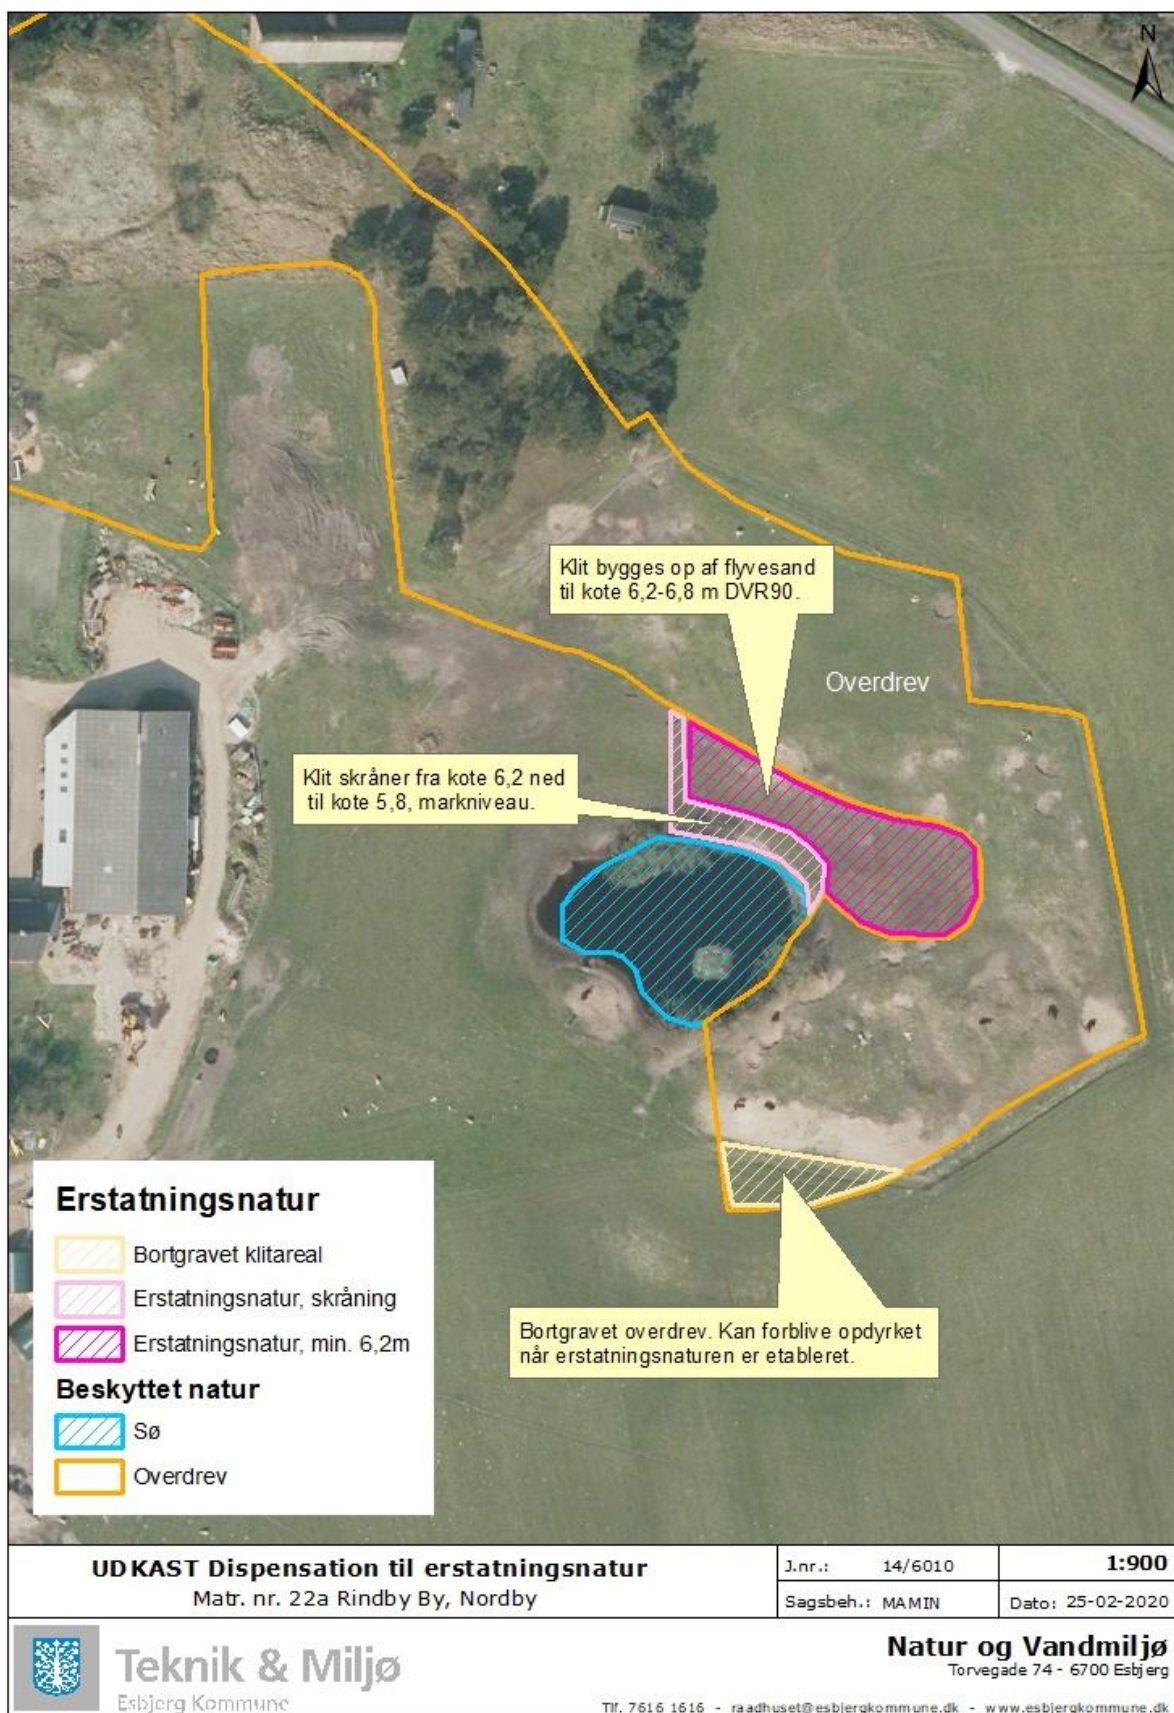 N
Klit bygges op af flyvesand
til kote 6,2-6,8 m DVR90.
Overdrev
Klit skråner fra kote 6,2 ned
til kote 5,8, markniveau.
Bortgravet overdrev. Kan forblive opdyrket
når erstatningsnaturen er etableret.
Erstatningsnatur
Bortgravet klitareal
Erstatningsnatur, skråning
Erstatningsnatur, min. 6,2m
Beskyttet natur
Sø
Overdrev
UDKAST Dispensation til erstatningsnatur
Matr. nr. 22a Rindby By, Nordby
J.nr.: 14/6010
1:900
Sagsbeh.: MAMIN
Dato: 25-02-2020
Teknik & Miljø
Esbjerg Kommune
Natur og Vandmiljø
Torvegade 74 - 6700 Esbjerg
Tlf. 7616 1616 - raadhuset@esbjergkommune.dk - www.esbjergkommune.dk